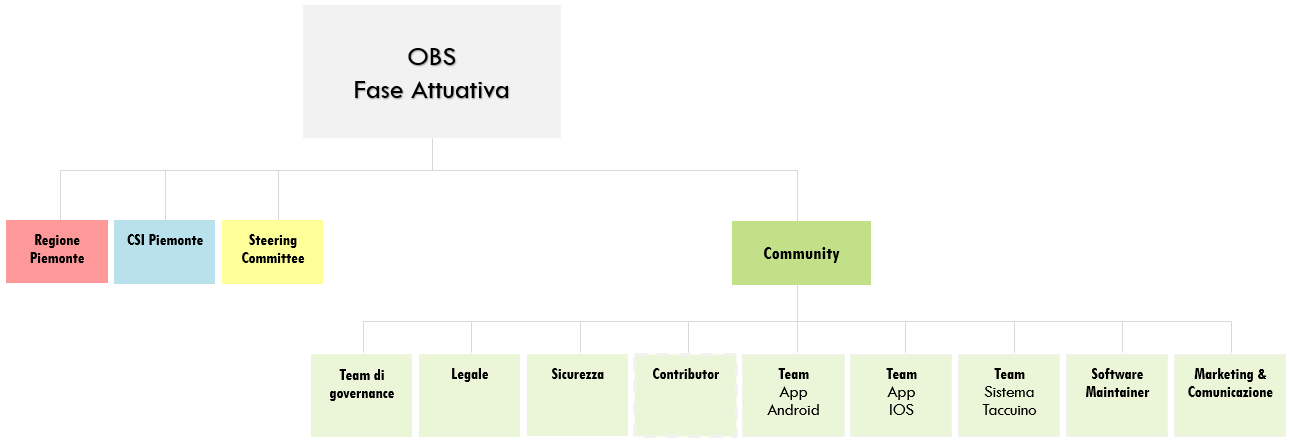 OBS
Fase Attuativa
Regione
Piemonte
CSI Piemonte
Steering
Committee
Community
Team di
governance
Legale
Sicurezza
Contributor
Team
App
Android
Team
App
IOS
Team
Sistema
Taccuino
Software
Maintainer
Marketing &
Comunicazione